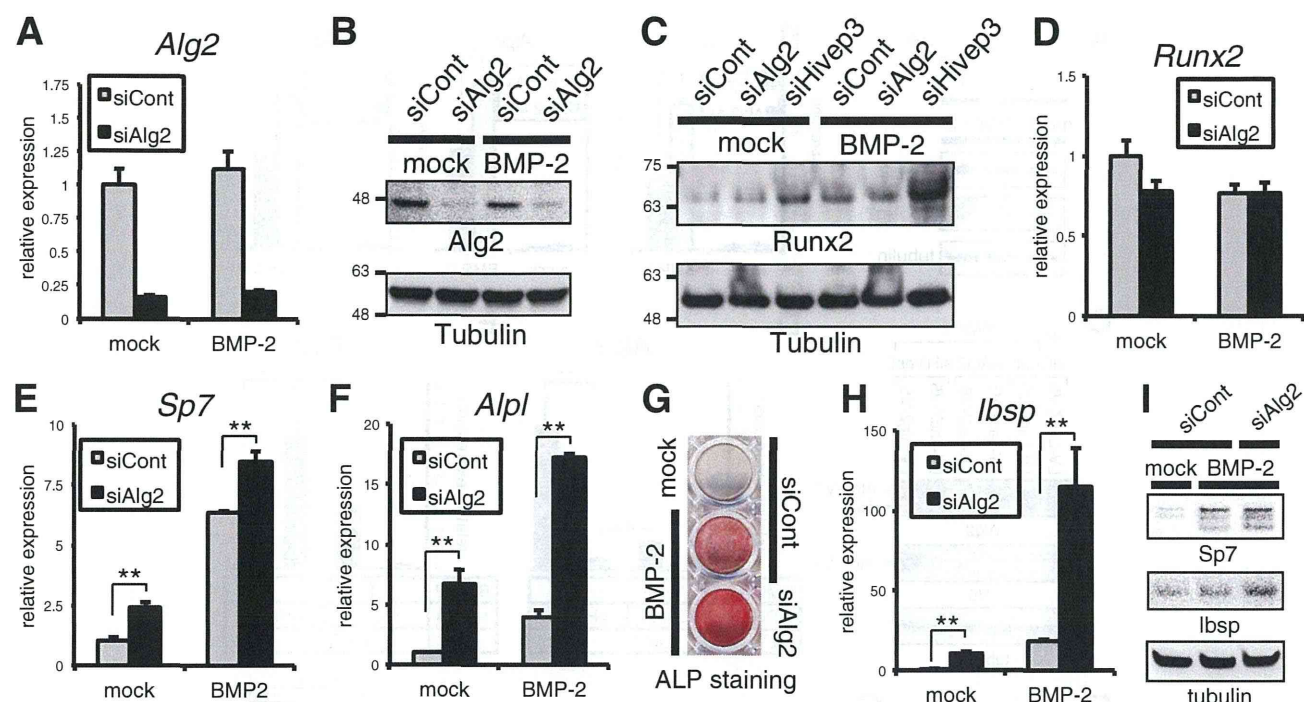 A
Alg2
relative expression
1.75
1.5
1.25
1
0.75
0.5
0.25
0
siCont
siAlg2
mock
BMP-2
B
siCont
siAlg2
siCont
siAlg2
mock
BMP-2
48
Alg2
63
48
Tubulin
C
siCont
siAlg2
siHivep3
siCont
siAlg2
siHivep3
mock
BMP-2
75
63
Runx2
63
48
Tubulin
D
Runx2
relative expression
1.5
1
0.5
0
siCont
siAlg2
mock
BMP-2
E
Sp7
relative expression
10
7.5
5
2.5
0
siCont
siAlg2
**
**
mock
BMP2
F
Alpl
relative expression
20
15
10
5
0
siCont
siAlg2
**
**
mock
BMP-2
G
mock
BMP-2
siCont
siAlg2
ALP staining
H
Ibsp
relative expression
150
100
50
0
siCont
siAlg2
**
**
mock
BMP-2
I
siCont
siAlg2
mock
BMP-2
Sp7
Ibsp
tubulin